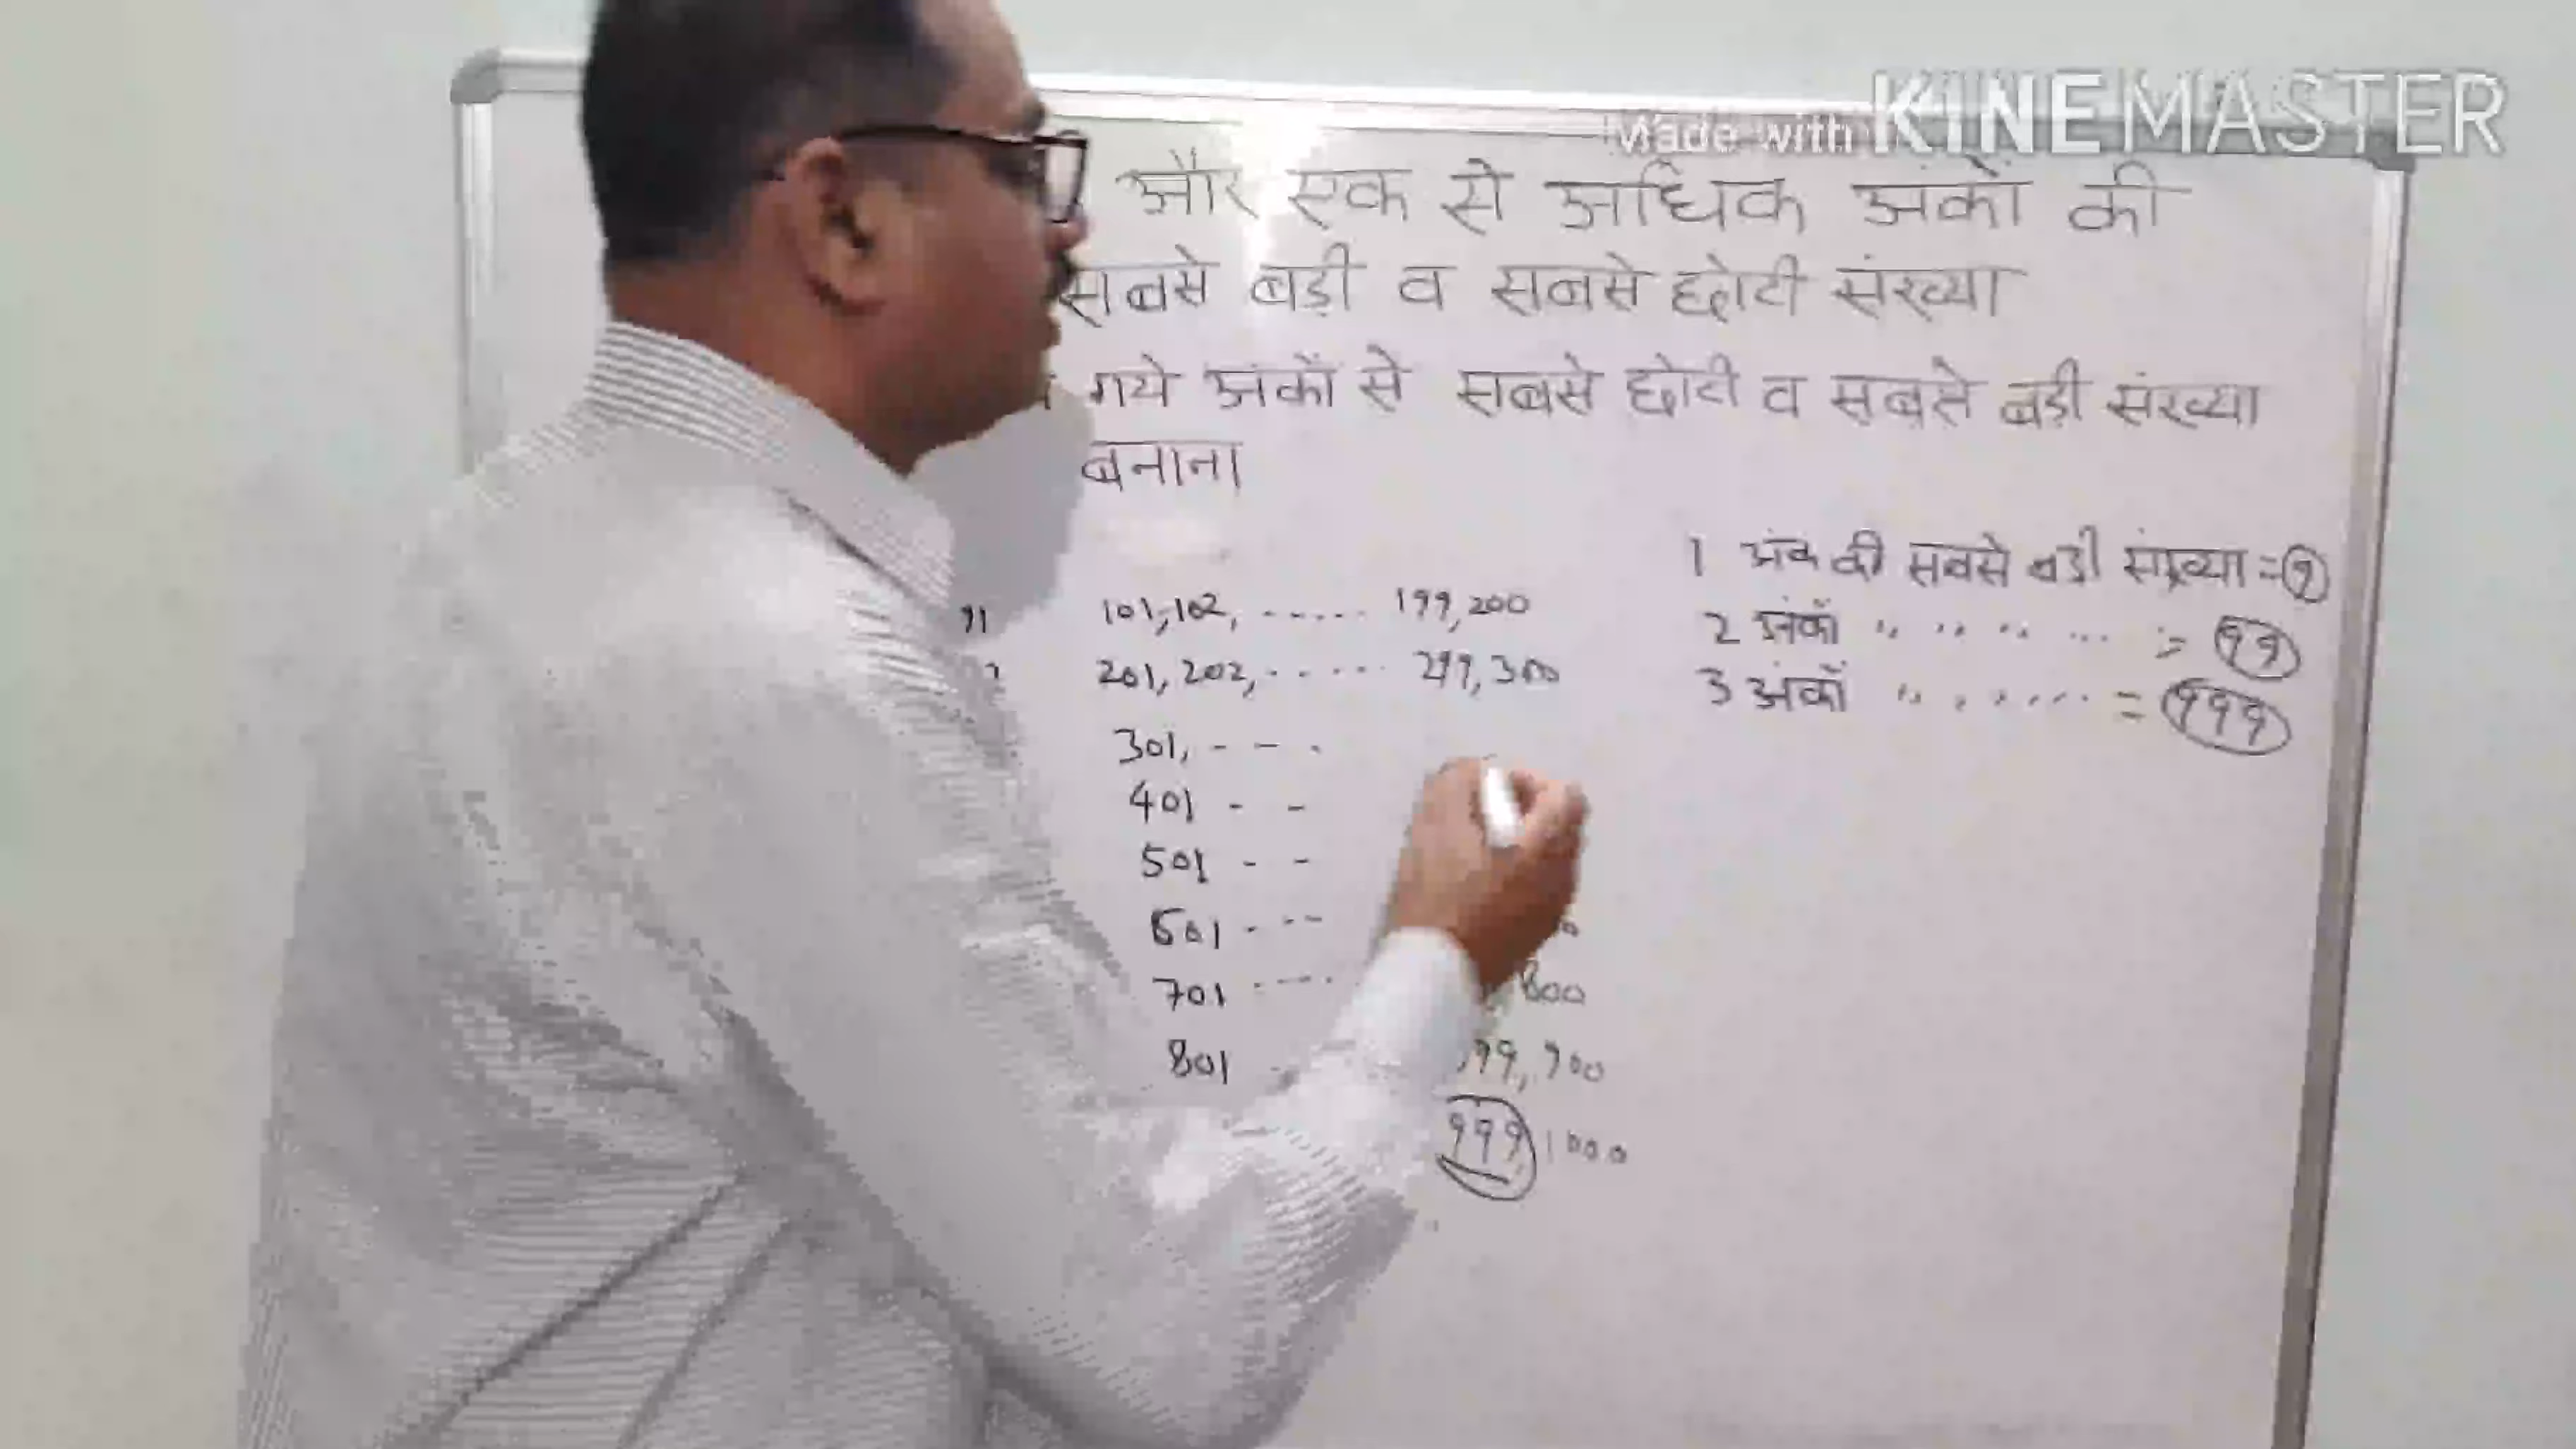 Made with KINEMASTER
और एक से अधिक अंकों की
सबसे बड़ी व सबसे छोटी संख्या
गये अंकों से सबसे छोटी व सबसे बड़ी संख्या
बनाना
1 अंक की सबसे बड़ी संख्या = 9
2 अंकों " " " ... = 99
3 अंकों " , , .... = 999
91 101, 102, ...... 199, 200
201, 202, ..... 299, 300
301, - - .
401 - -
501 - -
601 - - -
701 - - - - 800
801 - 99, 900
999, 1000